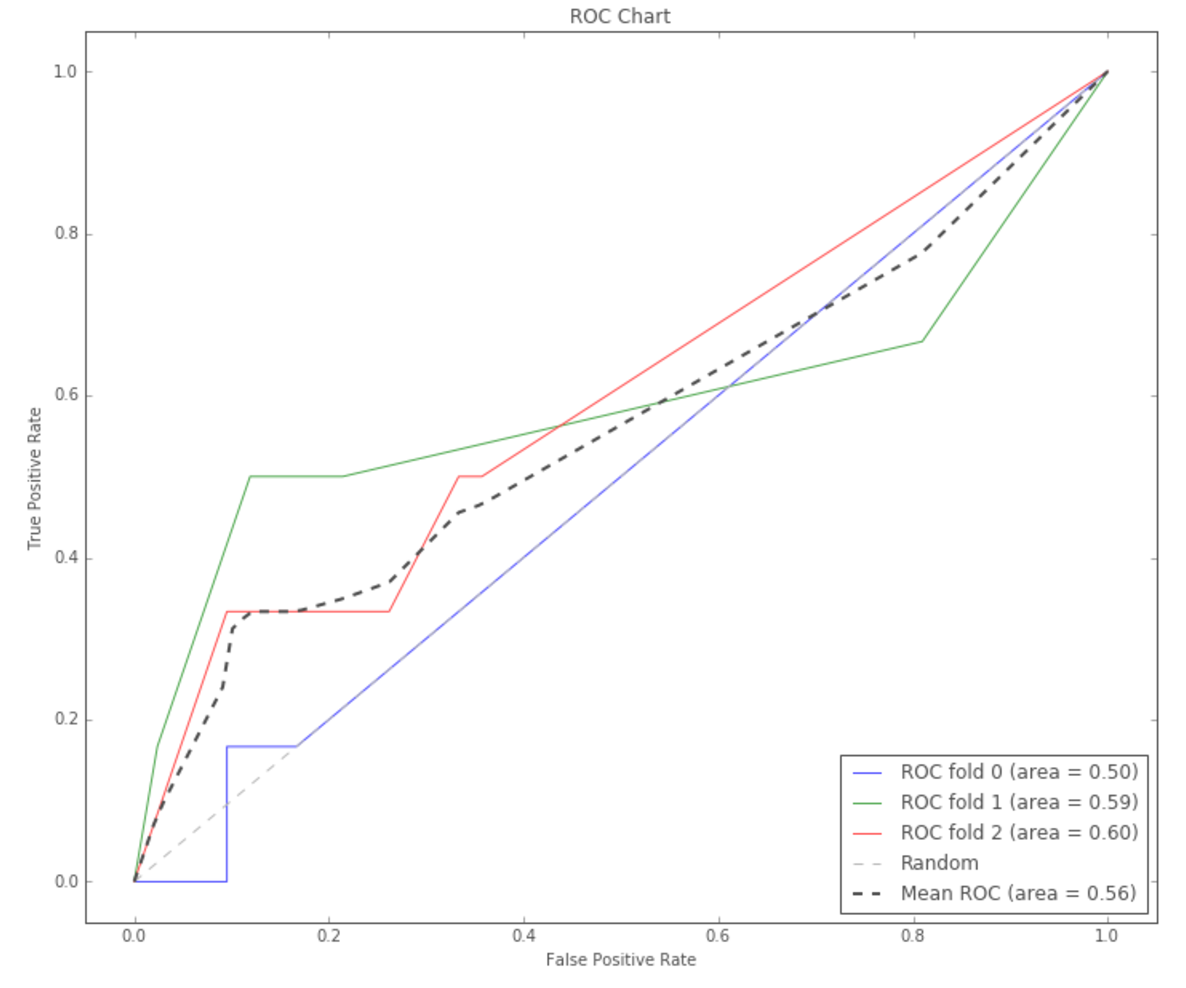 ROC Chart
1.0
0.8
0.6
0.4
0.2
0.0
True Positive Rate
0.0 0.2 0.4 0.6 0.8 1.0
False Positive Rate
ROC fold 0 (area = 0.50)
ROC fold 1 (area = 0.59)
ROC fold 2 (area = 0.60)
Random
Mean ROC (area = 0.56)